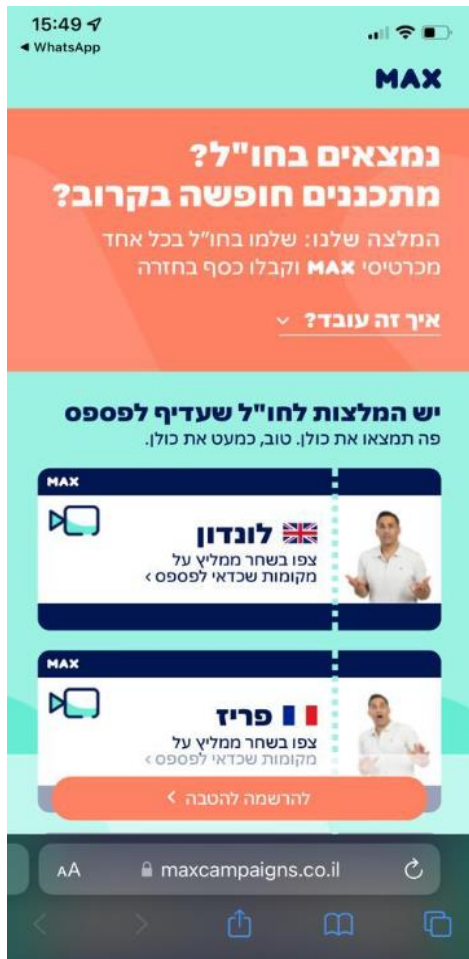 15:49
◀ WhatsApp
MAX
נמצאים בחו"ל?
מתכננים חופשה בקרוב?
המלצה שלנו: שלמו בחו"ל בכל אחד
מכרטיסי MAX וקבלו כסף בחזרה
איך זה עובד?
יש המלצות לחו"ל שעדיף לפספס
פה תמצאו את כולן. טוב, כמעט את כולן.
MAX
לונדון
צפו בשחר ממליץ על
מקומות שכדאי לפספס >
MAX
פריז
צפו בשחר ממליץ על
מקומות שכדאי לפספס >
להרשמה להטבה >
AA
maxcampaigns.co.il